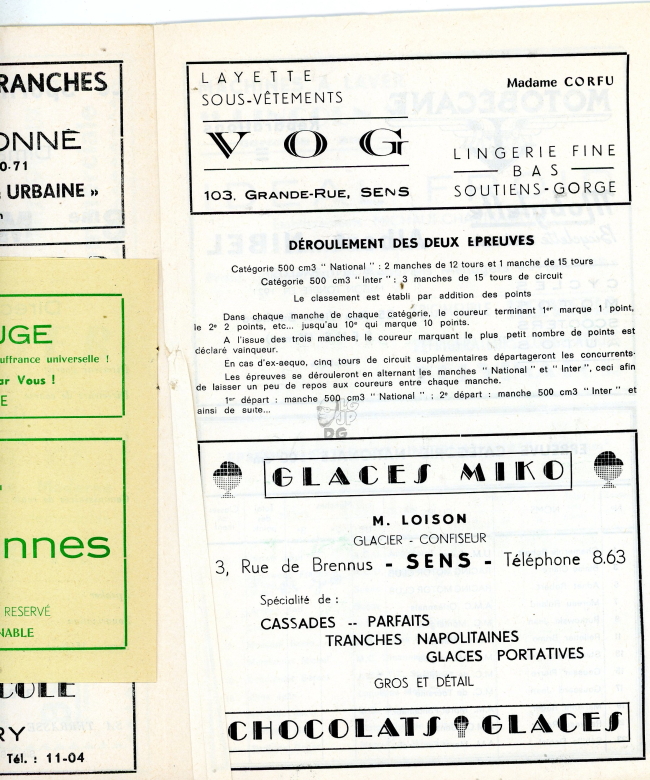 RANCHES
ONNE
0-71
URBAINE »
UGE
uffrance universelle !
ar Vous !
E
nnes
RESERVÉ
NABLE
COLE
RY
Tél. : 11-04
LAYETTE
SOUS-VÊTEMENTS
Madame CORFU
VOG
LINGERIE FINE
BAS
SOUTIENS-GORGE
103, GRANDE-RUE, SENS
DÉROULEMENT DES DEUX EPREUVES
Catégorie 500 cm3 " National " : 2 manches de 12 tours et 1 manche de 15 tours
Catégorie 500 cm3 " Inter " : 3 manches de 15 tours de circuit
Le classement est établi par addition des points
Dans chaque manche de chaque catégorie, le coureur terminant 1er marque 1 point,
le 2e 2 points, etc... jusqu'au 10e qui marque 10 points.
A l'issue des trois manches, le coureur marquant le plus petit nombre de points est
déclaré vainqueur.
En cas d'ex-aequo, cinq tours de circuit supplémentaires départageront les concurrents.
Les épreuves se dérouleront en alternant les manches " National " et " Inter ", ceci afin
de laisser un peu de repos aux coureurs entre chaque manche.
1er départ : manche 500 cm3 " National " ; 2e départ : manche 500 cm3 " Inter " et
ainsi de suite...
GLACES MIKO
M. LOISON
GLACIER - CONFISEUR
3, Rue de Brennus - SENS - Téléphone 8.63
Spécialité de :
CASSADES -- PARFAITS
TRANCHES NAPOLITAINES
GLACES PORTATIVES
GROS ET DÉTAIL
CHOCOLATS GLACES